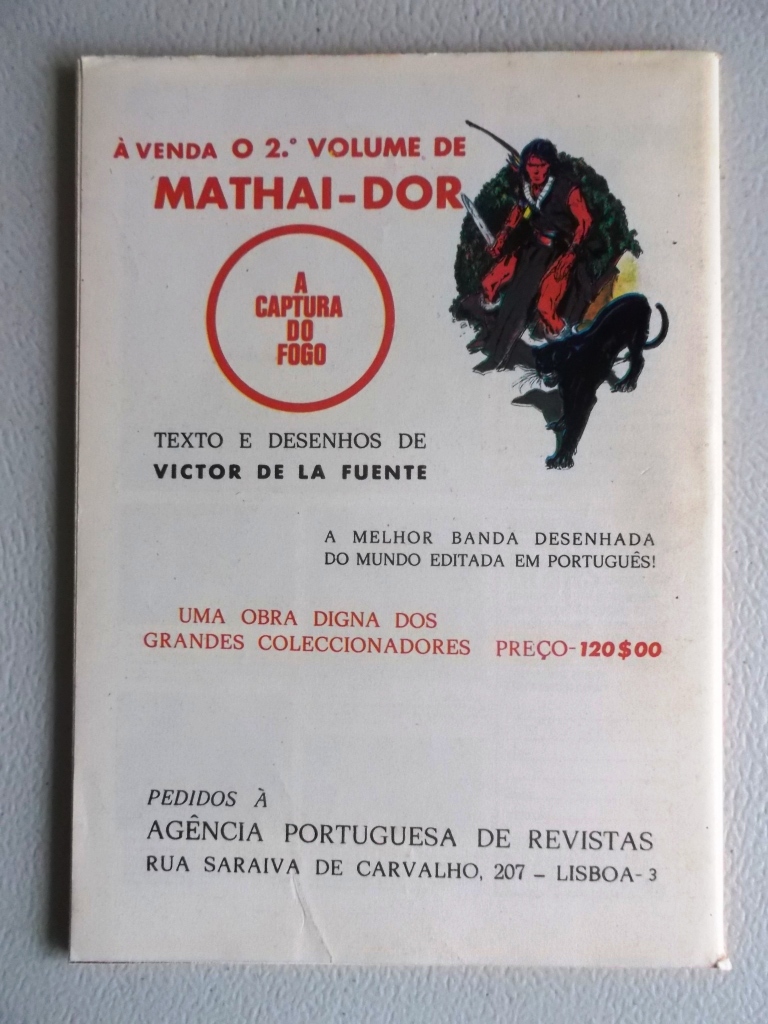 À VENDA O 2.º VOLUME DE
MATHAI-DOR
A
CAPTURA
DO
FOGO
TEXTO E DESENHOS DE
VICTOR DE LA FUENTE
A MELHOR BANDA DESENHADA
DO MUNDO EDITADA EM PORTUGUÊS!
UMA OBRA DIGNA DOS
GRANDES COLECCIONADORES PREÇO-120$00
PEDIDOS À
AGÊNCIA PORTUGUESA DE REVISTAS
RUA SARAIVA DE CARVALHO, 207 – LISBOA-3